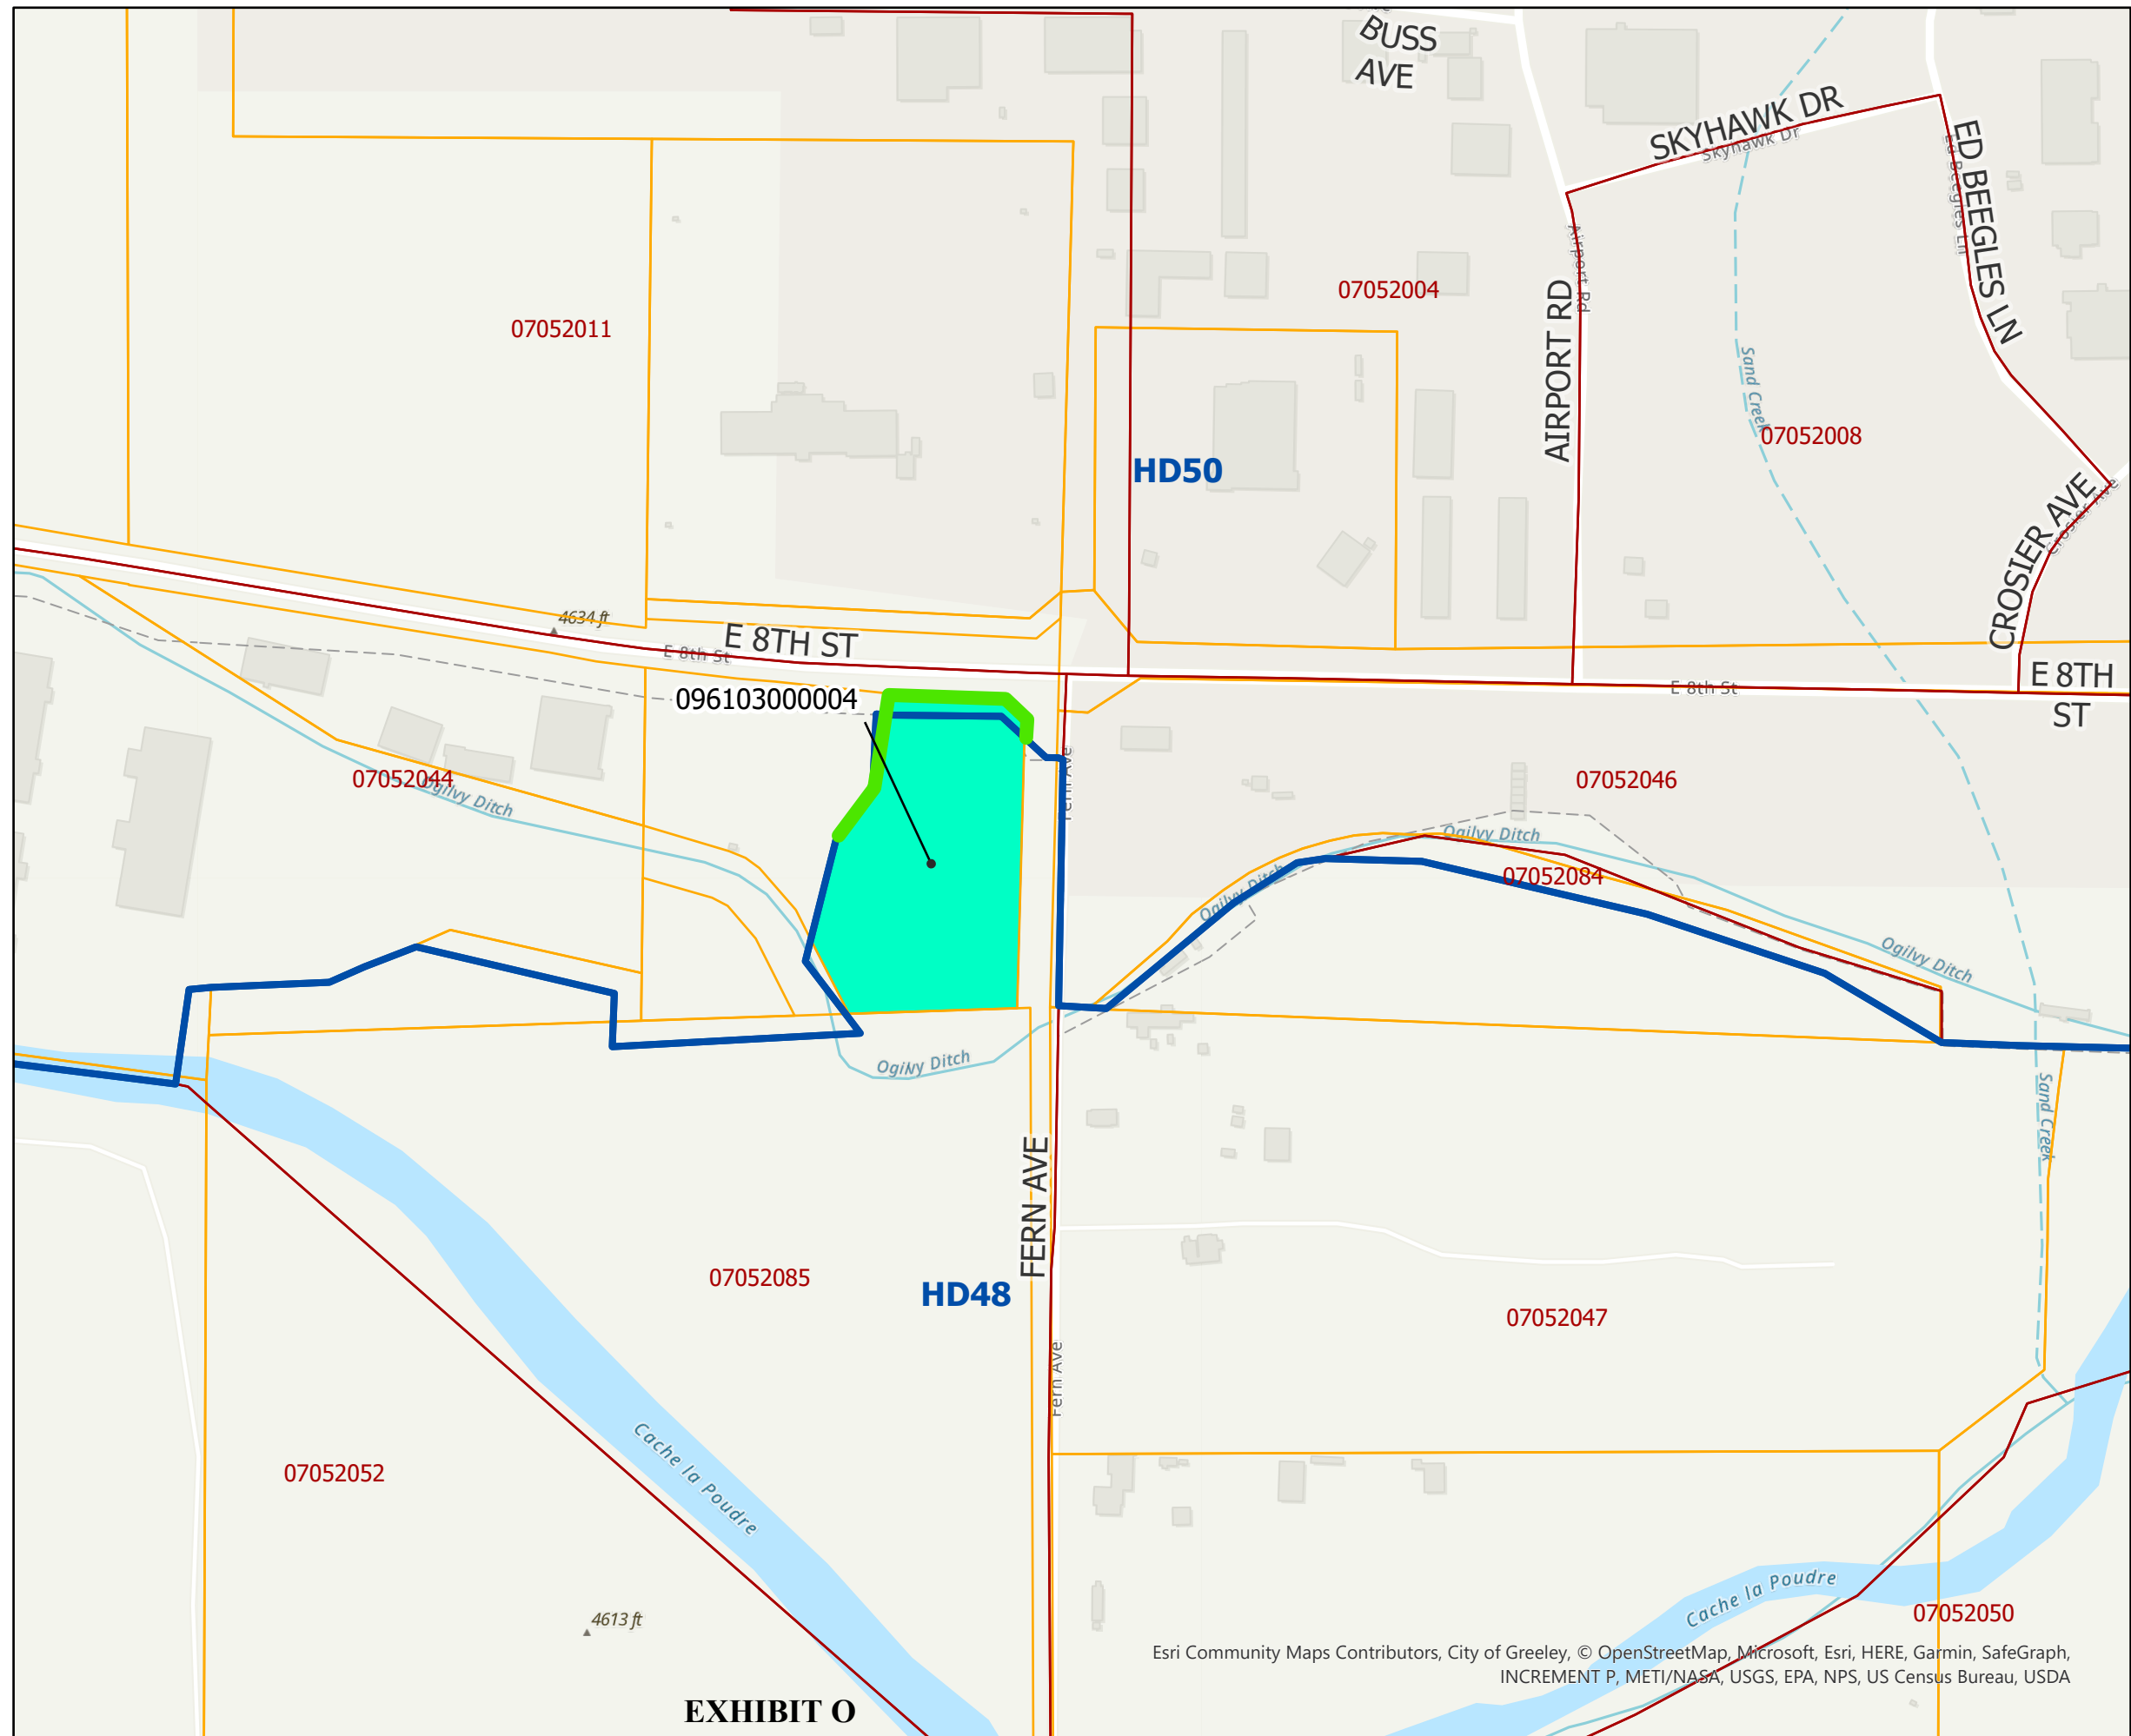 BUSS
AVE
SKYHAWK DR
Skyhawk Dr
ED BEEGLES LN
Ed Beegles Ln
Airport Rd
AIRPORT RD
07052004
07052011
Sand Creek
07052008
HD50
CROSIER AVE
Crosier Ave
4634 ft
E 8TH ST
E 8th St
E 8TH
ST
E 8th St
096103000004
Fern Ave
07052044
Ogilvy Ditch
07052046
Ogilvy Ditch
07052084
Ogilvy Ditch
Ogilvy Ditch
Ogilvy Ditch
Sand Creek
FERN AVE
07052085
HD48
07052047
Fern Ave
Cache la Poudre
07052052
Cache la Poudre
4613 ft
07052050
Esri Community Maps Contributors, City of Greeley, © OpenStreetMap, Microsoft, Esri, HERE, Garmin, SafeGraph,
INCREMENT P, METI/NASA, USGS, EPA, NPS, US Census Bureau, USDA
EXHIBIT O